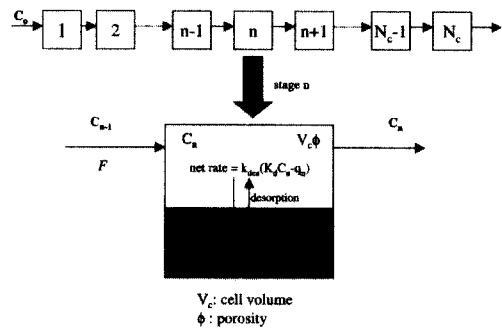 C₀
1 2 n-1 n n+1 N꜀-1 N꜀
stage n
Cₙ₋₁
F
Cₙ
V꜀ϕ
Cₙ
net rate = k_des(K_dCₙ-qₙ)
desorption
V꜀: cell volume
ϕ : porosity